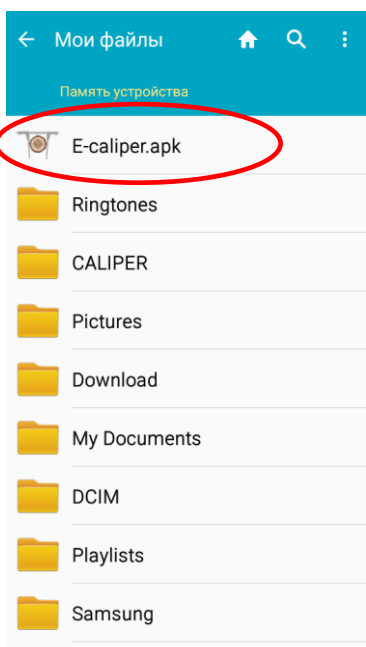 Мои файлы
Память устройства
E-caliper.apk
Ringtones
CALIPER
Pictures
Download
My Documents
DCIM
Playlists
Samsung